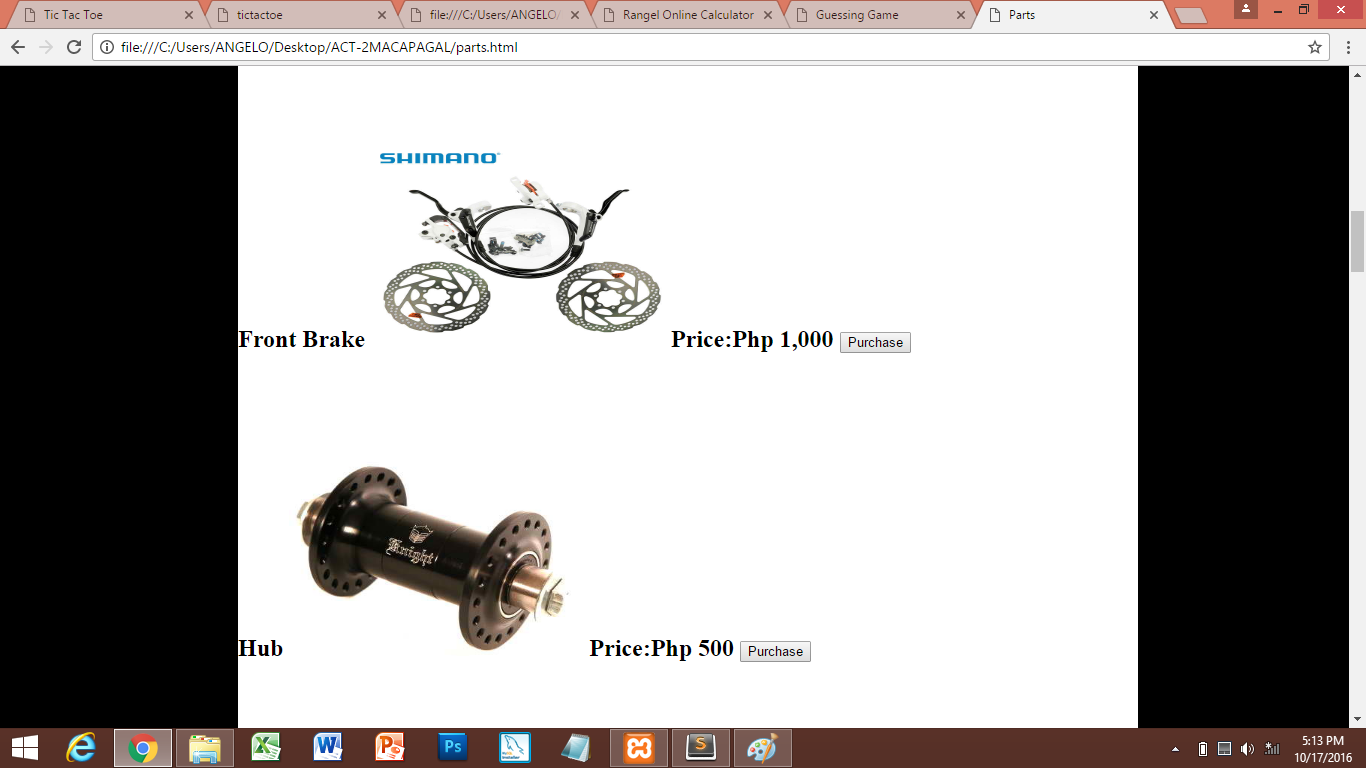 Tic Tac Toe
tictactoe
file:///C:/Users/ANGELO/
Rangel Online Calculator
Guessing Game
Parts
file:///C:/Users/ANGELO/Desktop/ACT-2MACAPAGAL/parts.html
SHIMANO
Front Brake Price:Php 1,000 Purchase
Knight
Hub Price:Php 500 Purchase
5:13 PM
10/17/2016